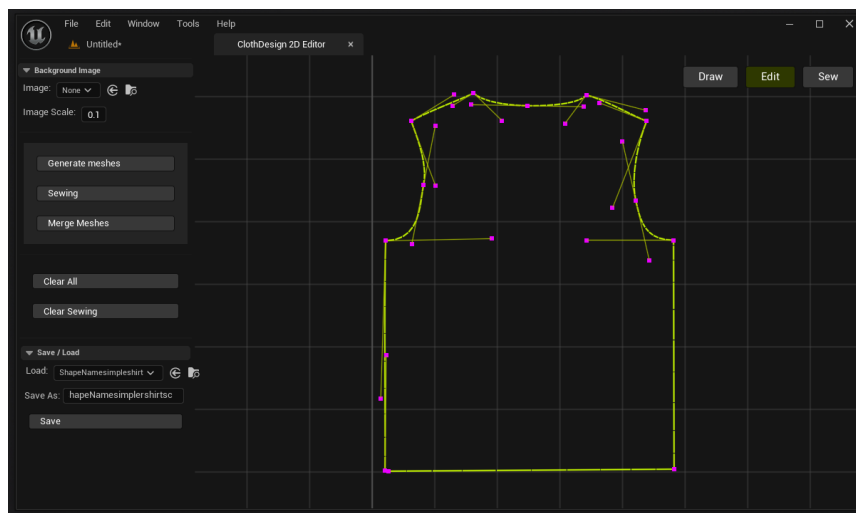 File Edit Window Tools Help
Untitled*
ClothDesign 2D Editor
Background Image
Image: None
Image Scale: 0.1
Generate meshes
Sewing
Merge Meshes
Clear All
Clear Sewing
Save / Load
Load: ShapeNamesimpleshirt
Save As: hapeNamesimplershirtsc
Save
Draw Edit Sew